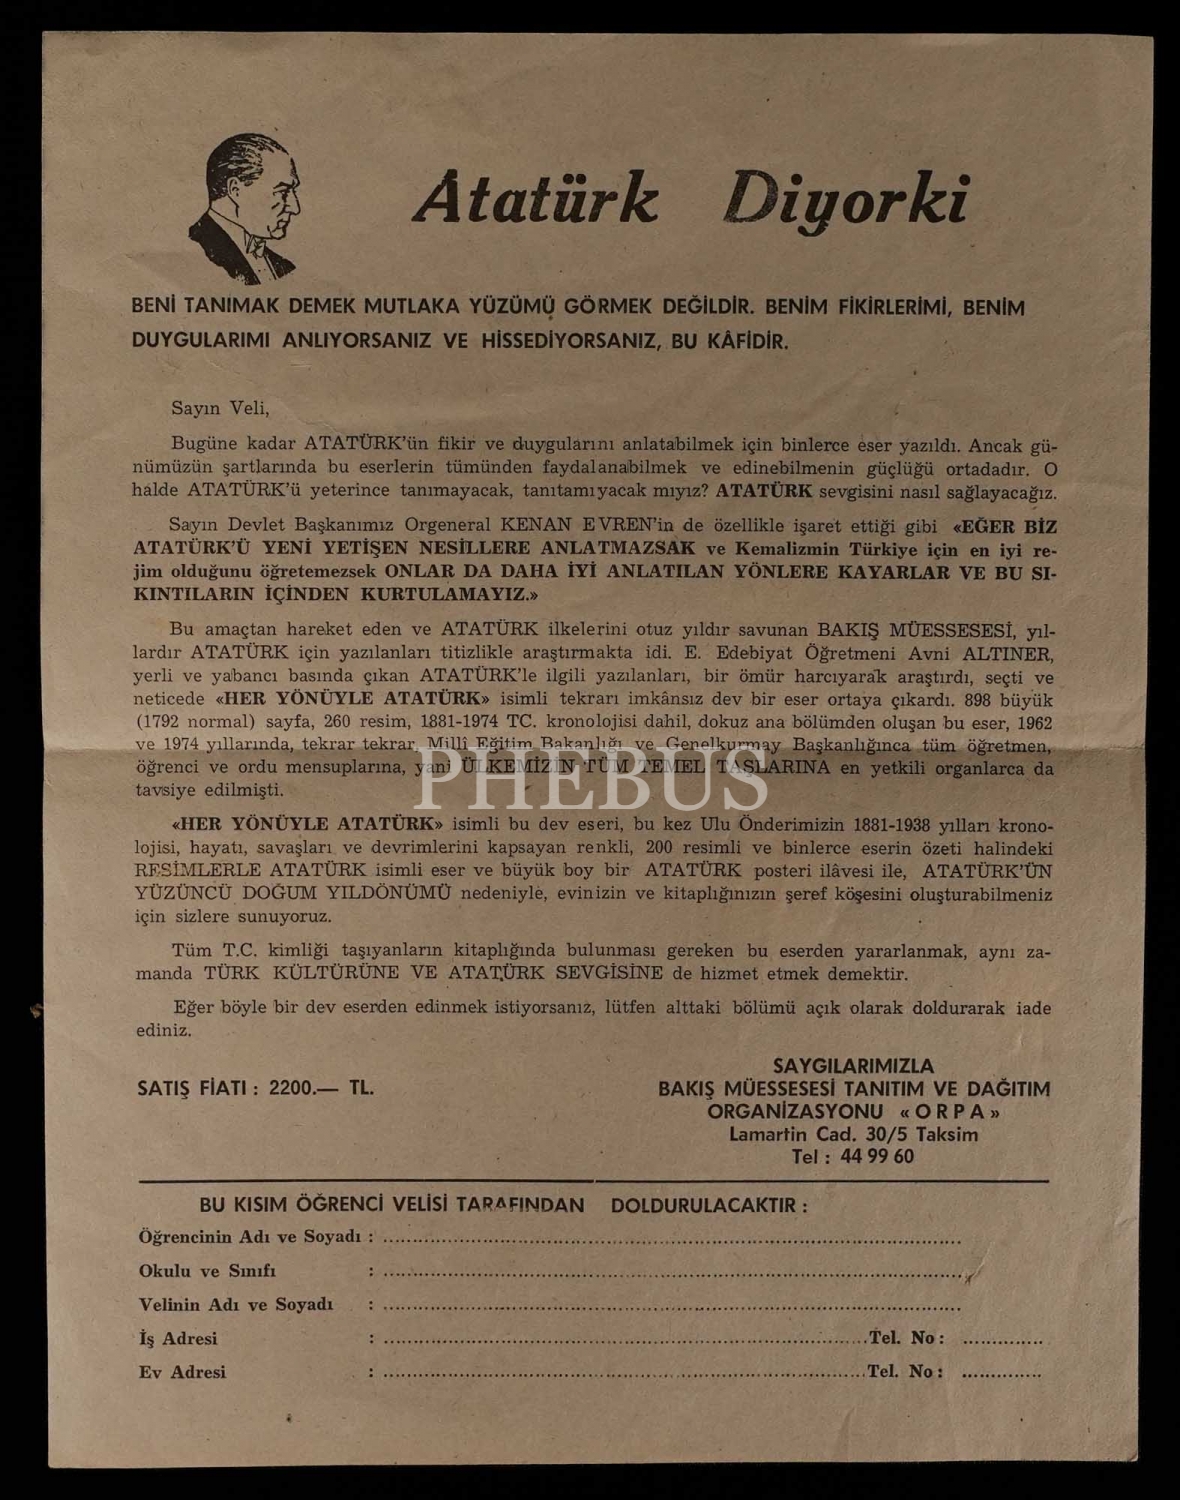 Atatürk Diyorki
BENİ TANIMAK DEMEK MUTLAKA YÜZÜMÜ GÖRMEK DEĞİLDİR. BENİM FİKİRLERİMİ, BENİM
DUYGULARIMI ANLIYORSANIZ VE HİSSEDİYORSANIZ, BU KÂFİDİR.
Sayın Veli,
Bugüne kadar ATATÜRK'ün fikir ve duygularını anlatabilmek için binlerce eser yazıldı. Ancak gü-
nümüzün şartlarında bu eserlerin tümünden faydalanabilmek ve edinebilmenin güçlüğü ortadadır. O
halde ATATÜRK'ü yeterince tanımayacak, tanıtamıyacak mıyız? ATATÜRK sevgisini nasıl sağlayacağız.
Sayın Devlet Başkanımız Orgeneral KENAN EVREN'in de özellikle işaret ettiği gibi «EĞER BİZ
ATATÜRK'Ü YENİ YETİŞEN NESİLLERE ANLATMAZSAK ve Kemalizmin Türkiye için en iyi re-
jim olduğunu öğretemezsek ONLAR DA DAHA İYİ ANLATILAN YÖNLERE KAYARLAR VE BU SI-
KINTILARIN İÇİNDEN KURTULAMAYIZ.»
Bu amaçtan hareket eden ve ATATÜRK ilkelerini otuz yıldır savunan BAKIŞ MÜESSESESİ, yıl-
lardır ATATÜRK için yazılanları titizlikle araştırmakta idi. E. Edebiyat Öğretmeni Avni ALTINER,
yerli ve yabancı basında çıkan ATATÜRK'le ilgili yazılanları, bir ömür harcıyarak araştırdı, seçti ve
neticede «HER YÖNÜYLE ATATÜRK» isimli tekrarı imkânsız dev bir eser ortaya çıkardı. 898 büyük
(1792 normal) sayfa, 260 resim, 1881-1974 TC. kronolojisi dahil, dokuz ana bölümden oluşan bu eser, 1962
ve 1974 yıllarında, tekrar tekrar Millî Eğitim Bakanlığı ve Genelkurmay Başkanlığınca tüm öğretmen,
öğrenci ve ordu mensuplarına, yani ÜLKEMİZİN TÜM TEMEL TAŞLARINA en yetkili organlarca da
tavsiye edilmişti.
PHEBUS
«HER YÖNÜYLE ATATÜRK» isimli bu dev eseri, bu kez Ulu Önderimizin 1881-1938 yılları krono-
lojisi, hayatı, savaşları ve devrimlerini kapsayan renkli, 200 resimli ve binlerce eserin özeti halindeki
RESİMLERLE ATATÜRK isimli eser ve büyük boy bir ATATÜRK posteri ilâvesi ile, ATATÜRK'ÜN
YÜZÜNCÜ DOĞUM YILDÖNÜMÜ nedeniyle, evinizin ve kitaplığınızın şeref köşesini oluşturabilmeniz
için sizlere sunuyoruz.
Tüm T.C. kimliği taşıyanların kitaplığında bulunması gereken bu eserden yararlanmak, aynı za-
manda TÜRK KÜLTÜRÜNE VE ATATÜRK SEVGİSİNE de hizmet etmek demektir.
Eğer böyle bir dev eserden edinmek istiyorsanız, lütfen alttaki bölümü açık olarak doldurarak iade
ediniz.
SATIŞ FİATI : 2200.— TL.
SAYGILARIMIZLA
BAKIŞ MÜESSESESİ TANITIM VE DAĞITIM
ORGANİZASYONU «ORPA»
Lamartin Cad. 30/5 Taksim
Tel : 44 99 60
BU KISIM ÖĞRENCİ VELİSİ TARAFINDAN DOLDURULACAKTIR :
Öğrencinin Adı ve Soyadı : ..........
Okulu ve Sınıfı : ..........
Velinin Adı ve Soyadı : ..........
İş Adresi : .......... Tel. No : ..........
Ev Adresi : .......... Tel. No : ..........